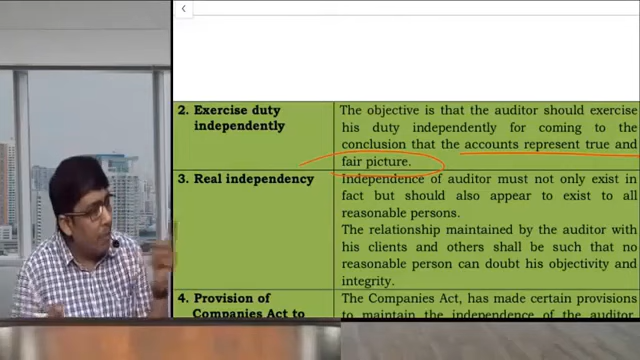 2. Exercise duty
independently
The objective is that the auditor should exercise
his duty independently for coming to the
conclusion that the accounts represent true and
fair picture.
3. Real independency
Independence of auditor must not only exist in
fact but should also appear to exist to all
reasonable persons.
The relationship maintained by the auditor with
his clients and others shall be such that no
reasonable person can doubt his objectivity and
integrity.
4. Provision of
Companies Act to
The Companies Act, has made certain provisions
to maintain the independence of the auditor.